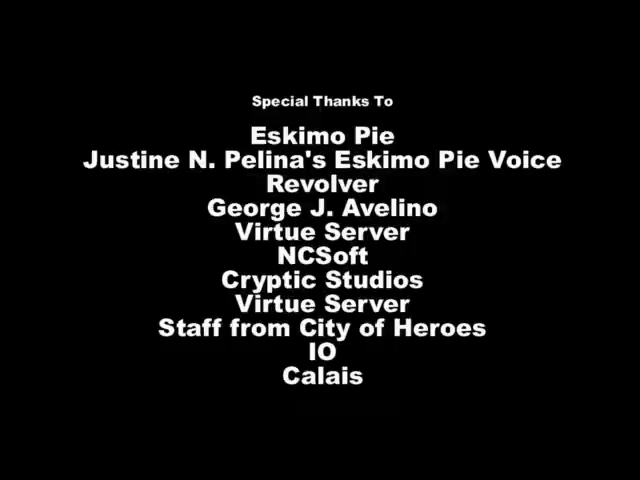 Special Thanks To
Eskimo Pie
Justine N. Pelina's Eskimo Pie Voice
Revolver
George J. Avelino
Virtue Server
NCSoft
Cryptic Studios
Virtue Server
Staff from City of Heroes
IO
Calais